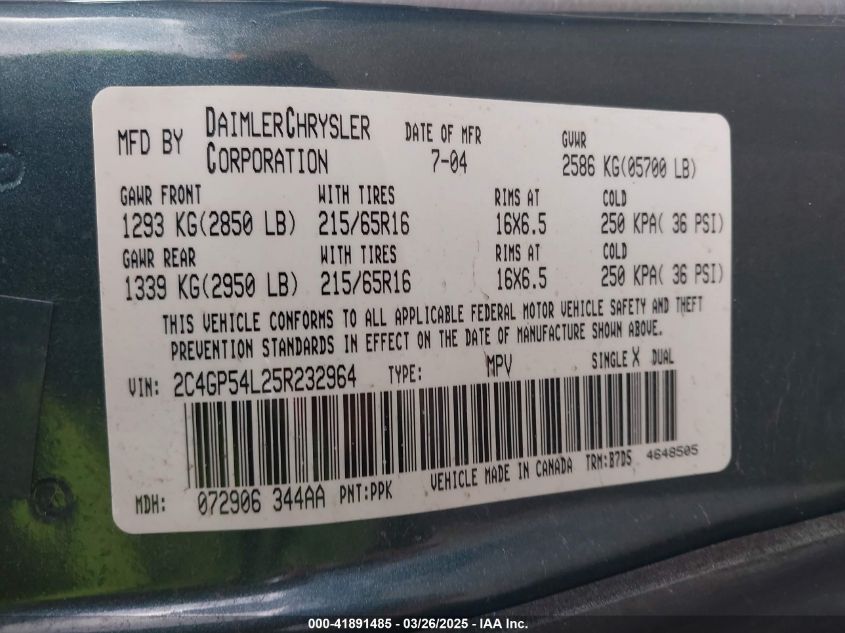 MFD BY DAIMLERCHRYSLER CORPORATION
DATE OF MFR 7-04
GVWR 2586 KG(05700 LB)
GAWR FRONT WITH TIRES RIMS AT COLD
1293 KG(2850 LB) 215/65R16 16X6.5 250 KPA( 36 PSI)
GAWR REAR WITH TIRES RIMS AT COLD
1339 KG(2950 LB) 215/65R16 16X6.5 250 KPA( 36 PSI)
THIS VEHICLE CONFORMS TO ALL APPLICABLE FEDERAL MOTOR VEHICLE SAFETY AND THEFT
PREVENTION STANDARDS IN EFFECT ON THE DATE OF MANUFACTURE SHOWN ABOVE.
VIN: 2C4GP54L25R232964 TYPE: MPV SINGLE X DUAL
MDH: 072906 344AA PNT:PPK VEHICLE MADE IN CANADA TRM:B7D5 4648505
000-41891485 - 03/26/2025 - © IAA Inc.